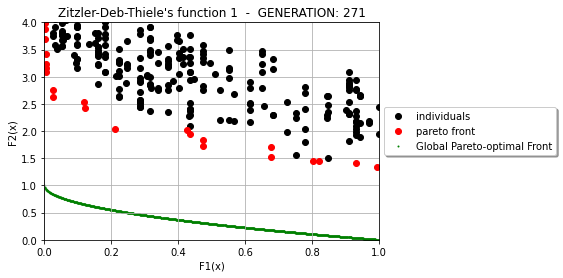 Zitzler-Deb-Thiele's function 1 - GENERATION: 271
4.0
3.5
3.0
2.5
2.0
1.5
1.0
0.5
0.0
F2(x)
0.0 0.2 0.4 0.6 0.8 1.0
F1(x)
individuals
pareto front
Global Pareto-optimal Front